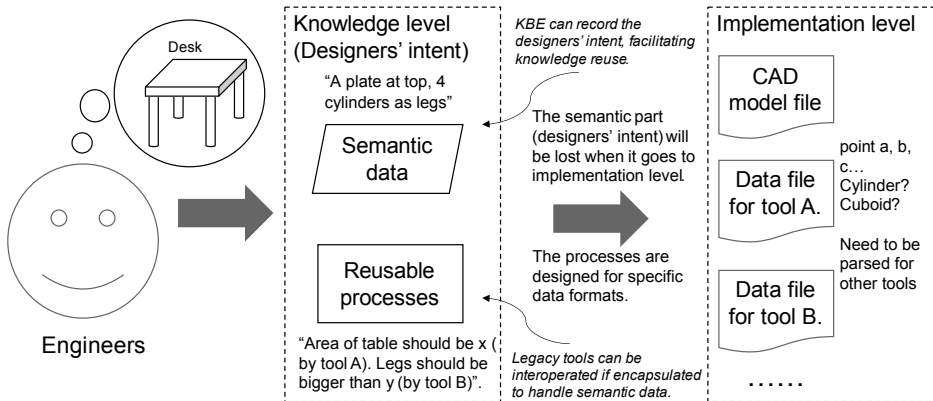 Desk
Engineers
Knowledge level
(Designers' intent)
"A plate at top, 4
cylinders as legs"
Semantic
data
Reusable
processes
"Area of table should be x (
by tool A). Legs should be
bigger than y (by tool B)".
KBE can record the
designers' intent, facilitating
knowledge reuse.
The semantic part
(designers' intent) will
be lost when it goes to
implementation level.
The processes are
designed for specific
data formats.
Legacy tools can be
interoperated if encapsulated
to handle semantic data.
Implementation level
CAD
model file
Data file
for tool A.
point a, b,
c…
Cylinder?
Cuboid?
Need to be
parsed for
other tools
Data file
for tool B.
......